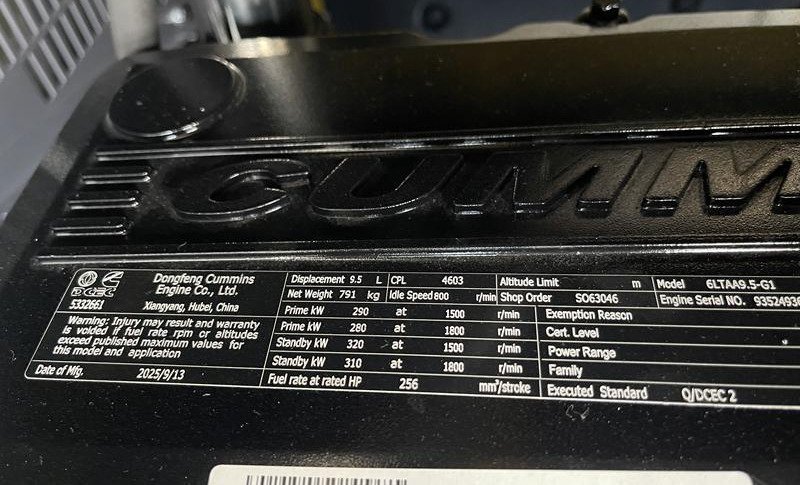 CUMM
DCEC
5332661
Dongfeng Cummins
Engine Co., Ltd.
Xiangyang, Hubei, China
Warning: Injury may result and warranty
is voided if fuel rate rpm or altitudes
exceed published maximum values for
this model and application
Date of Mfg. 2025/9/13
Displacement 9.5 L CPL 4603
Net Weight 791 kg Idle Speed 800 r/min
Prime kW 290 at 1500 r/min
Prime kW 280 at 1800 r/min
Standby kW 320 at 1500 r/min
Standby kW 310 at 1800 r/min
Fuel rate at rated HP 256 mm³/stroke
Altitude Limit m Model 6LTAA9.5-G1
Shop Order SO63046 Engine Serial NO. 9352493
Exemption Reason
Cert. Level
Power Range
Family
Executed Standard Q/DCEC 2